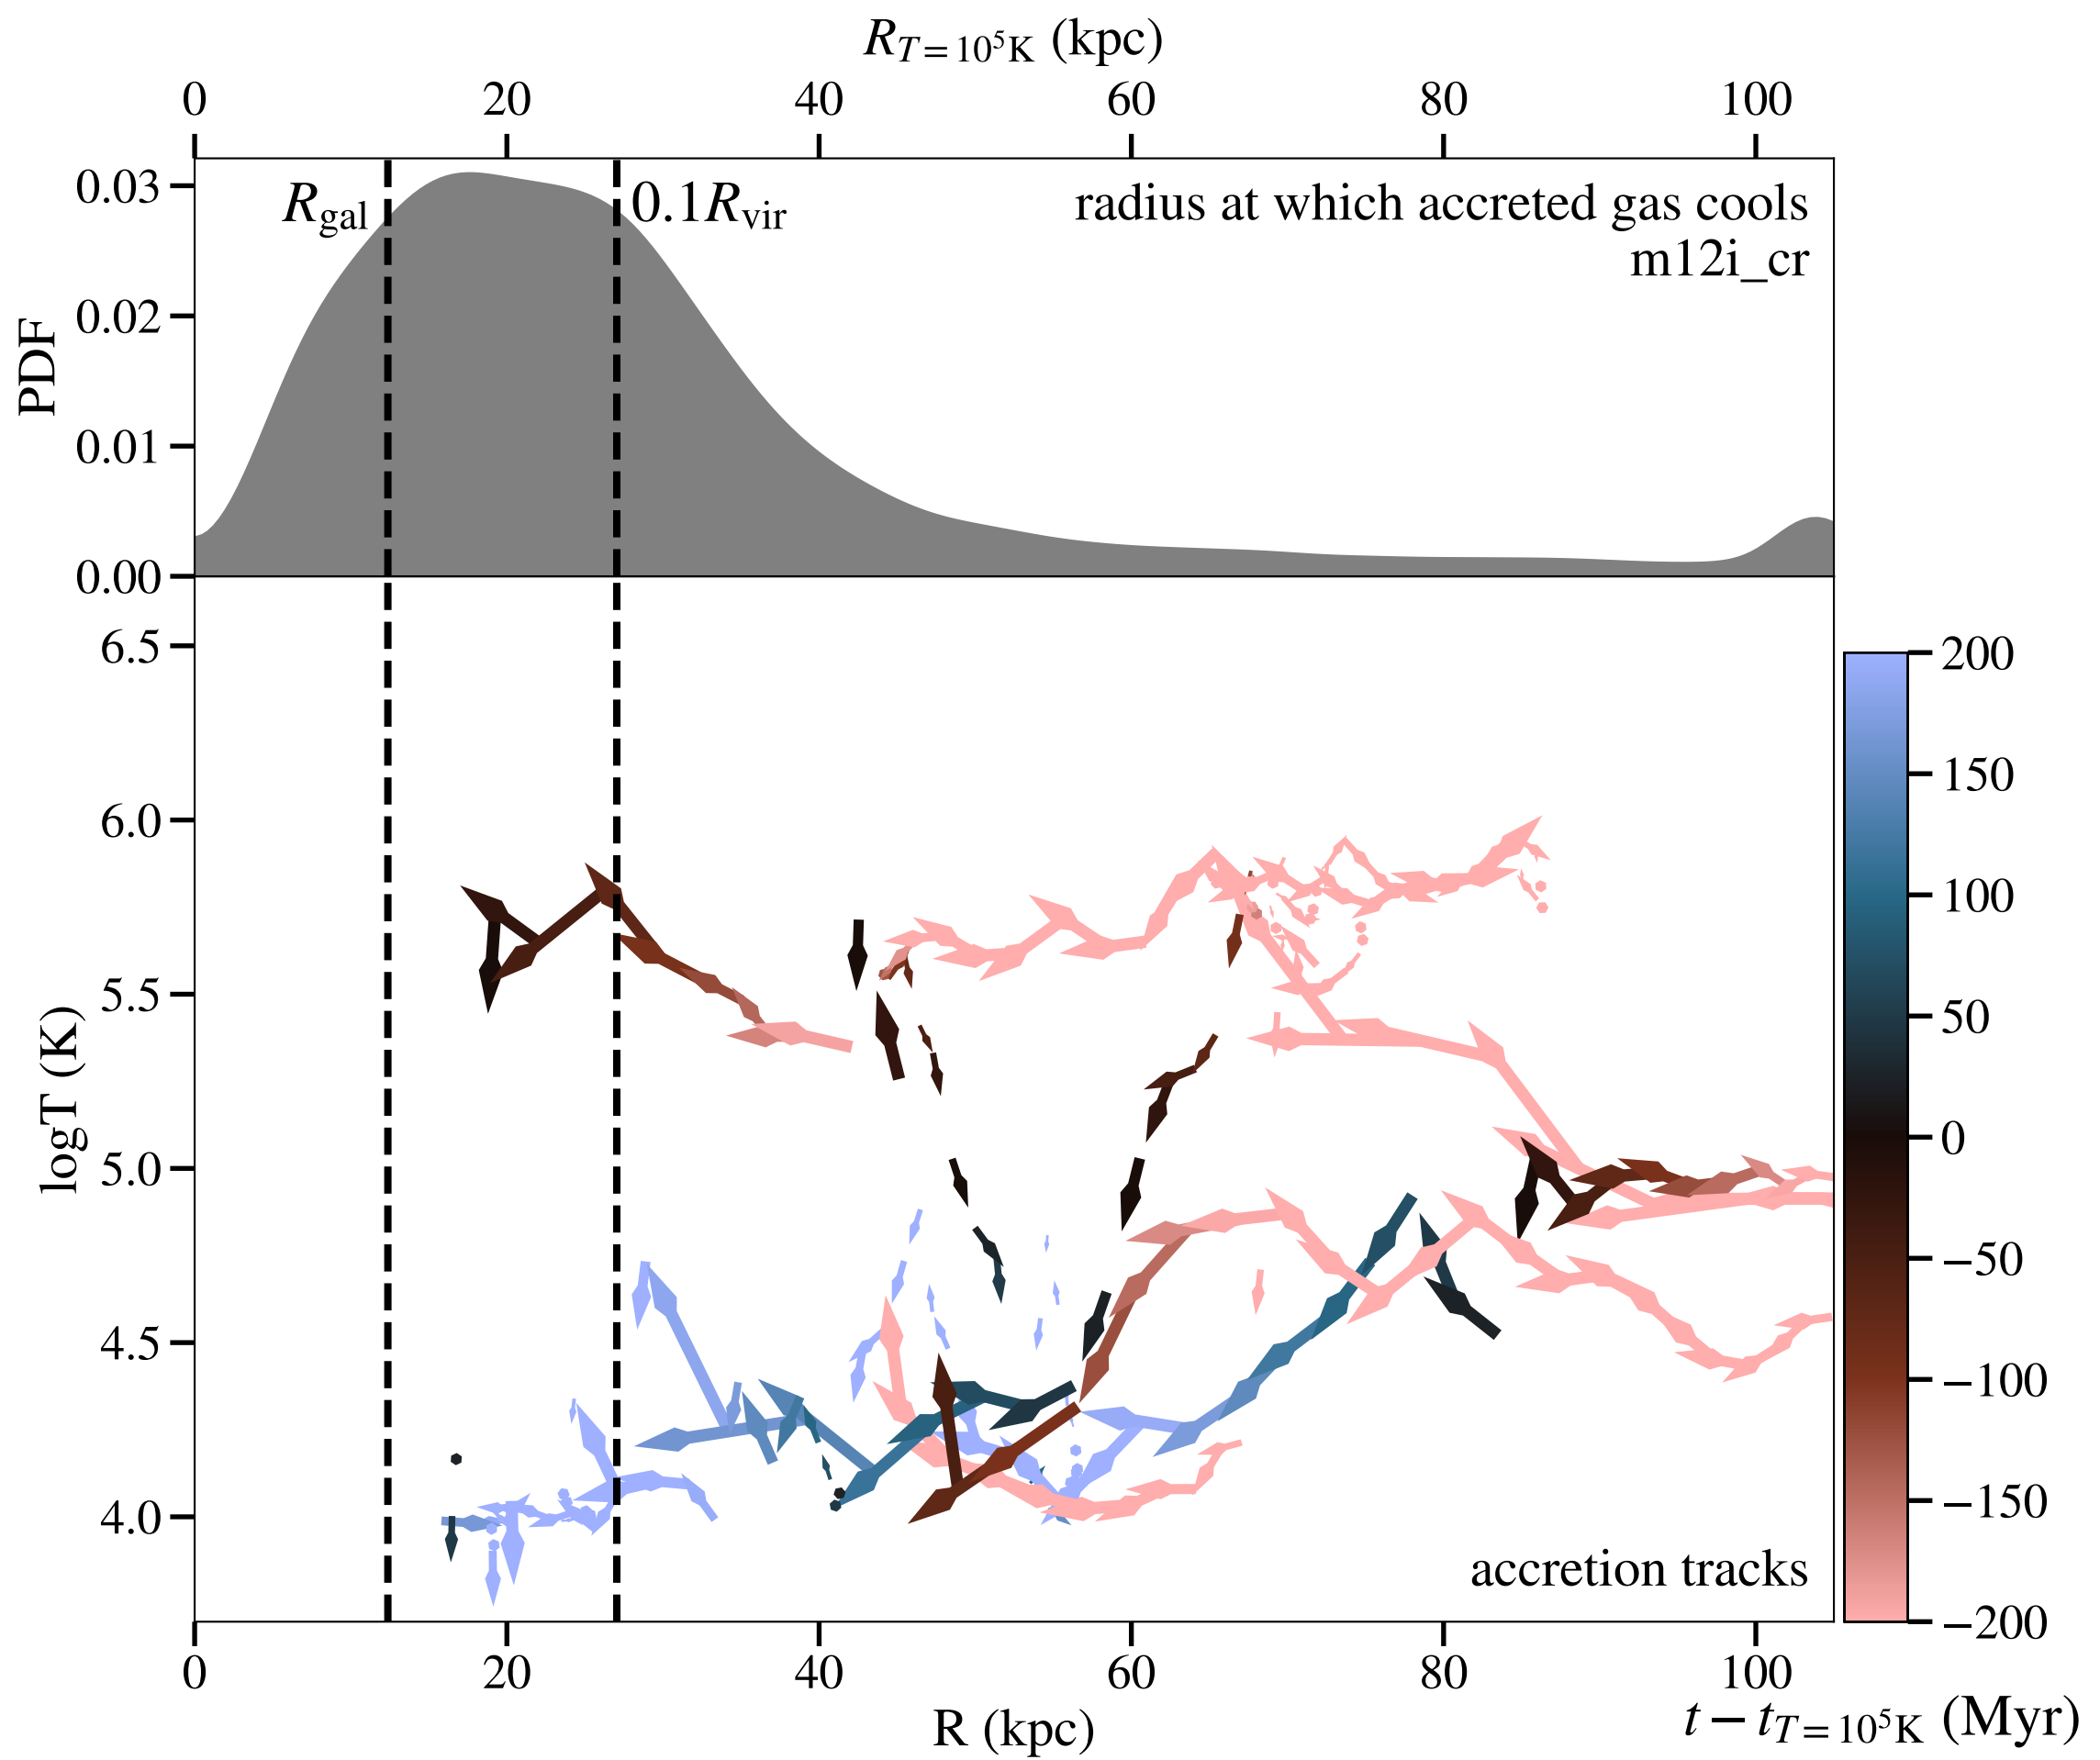 R_{T = 10^5 K} (kpc)
0 20 40 60 80 100
R_gal 0.1R_vir radius at which accreted gas cools
m12i_cr
PDF
0.03
0.02
0.01
0.00
logT (K)
6.5
6.0
5.5
5.0
4.5
4.0
accretion tracks
0 20 40 60 80 100
R (kpc)
200
150
100
50
0
−50
−100
−150
−200
t − t_{T = 10^5 K} (Myr)